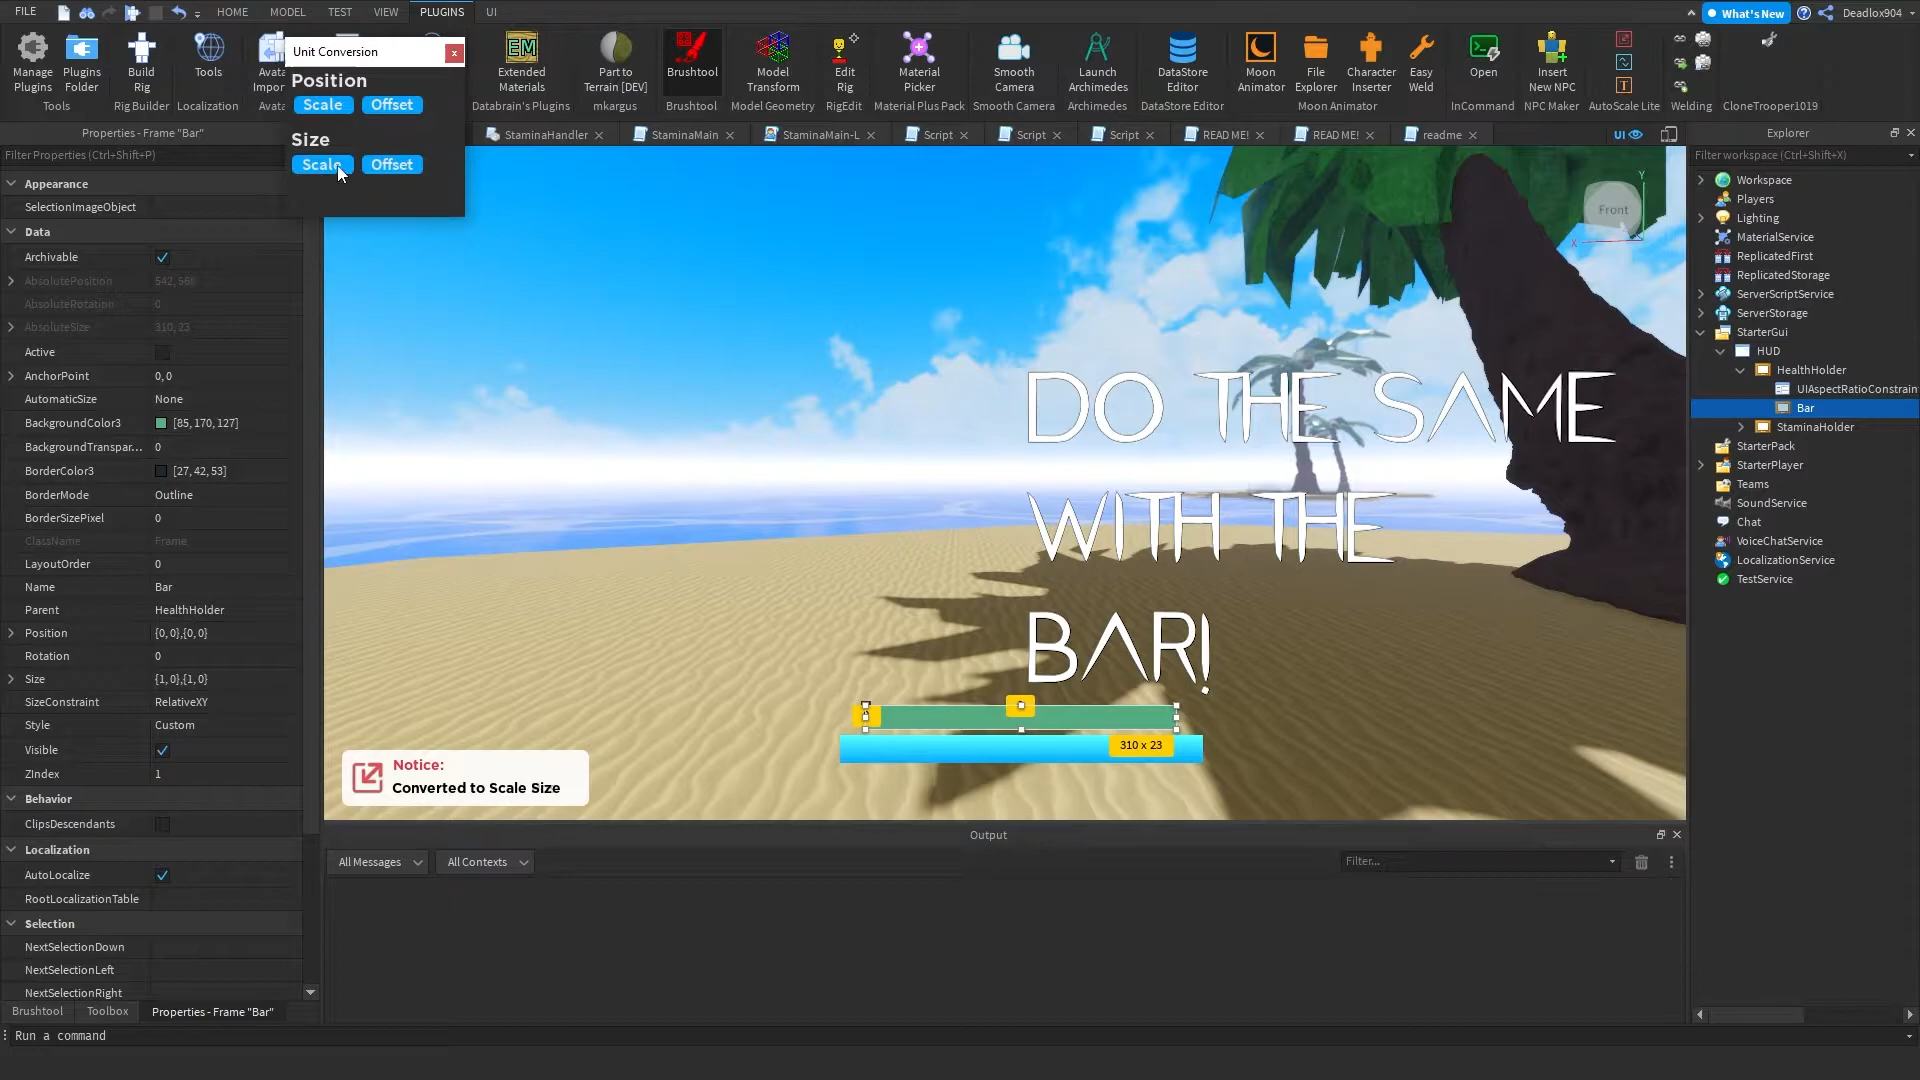 FILE
HOME
MODEL
TEST
VIEW
PLUGINS
UI
What's New
Deadlox904
Manage Plugins
Plugins Folder
Tools
Build Rig
Rig Builder
Tools
Localization
Unit Conversion
x
Position
Scale
Offset
Size
Scale
Offset
Extended Materials
Databrain's Plugins
Part to Terrain [DEV]
mkargus
Brushtool
Brushtool
Model Transform
Model Geometry
Edit Rig
RigEdit
Material Picker
Material Plus Pack
Smooth Camera
Smooth Camera
Launch Archimedes
Archimedes
DataStore Editor
DataStore Editor
Moon Animator
File Explorer
Character Inserter
Easy Weld
Moon Animator
Open
InCommand
Insert New NPC
NPC Maker
AutoScale Lite
Welding
CloneTrooper1019
Properties - Frame "Bar"
StaminaHandler
StaminaMain
StaminaMain-L
Script
Script
Script
READ ME!
READ ME!
readme
UI
Explorer
Filter Properties (Ctrl+Shift+P)
Filter workspace (Ctrl+Shift+X)
Appearance
SelectionImageObject
Data
Archivable
AbsolutePosition
AbsoluteRotation 0
AbsoluteSize 310, 23
Active
AnchorPoint 0, 0
AutomaticSize None
BackgroundColor3 [85, 170, 127]
BackgroundTranspar... 0
BorderColor3 [27, 42, 53]
BorderMode Outline
BorderSizePixel 0
ClassName Frame
LayoutOrder 0
Name Bar
Parent HealthHolder
Position {0, 0},{0, 0}
Rotation 0
Size {1, 0},{1, 0}
SizeConstraint RelativeXY
Style Custom
Visible
ZIndex 1
Behavior
ClipsDescendants
Localization
AutoLocalize
RootLocalizationTable
Selection
NextSelectionDown
NextSelectionLeft
NextSelectionRight
Brushtool
Toolbox
Properties - Frame "Bar"
Run a command
Front
Y
X
DO THE SAME
WITH THE
BAR!
310 x 23
Notice:
Converted to Scale Size
Output
All Messages
All Contexts
Filter...
Workspace
Players
Lighting
MaterialService
ReplicatedFirst
ReplicatedStorage
ServerScriptService
ServerStorage
StarterGui
HUD
HealthHolder
UIAspectRatioConstrain
Bar
StaminaHolder
StarterPack
StarterPlayer
Teams
SoundService
Chat
VoiceChatService
LocalizationService
TestService